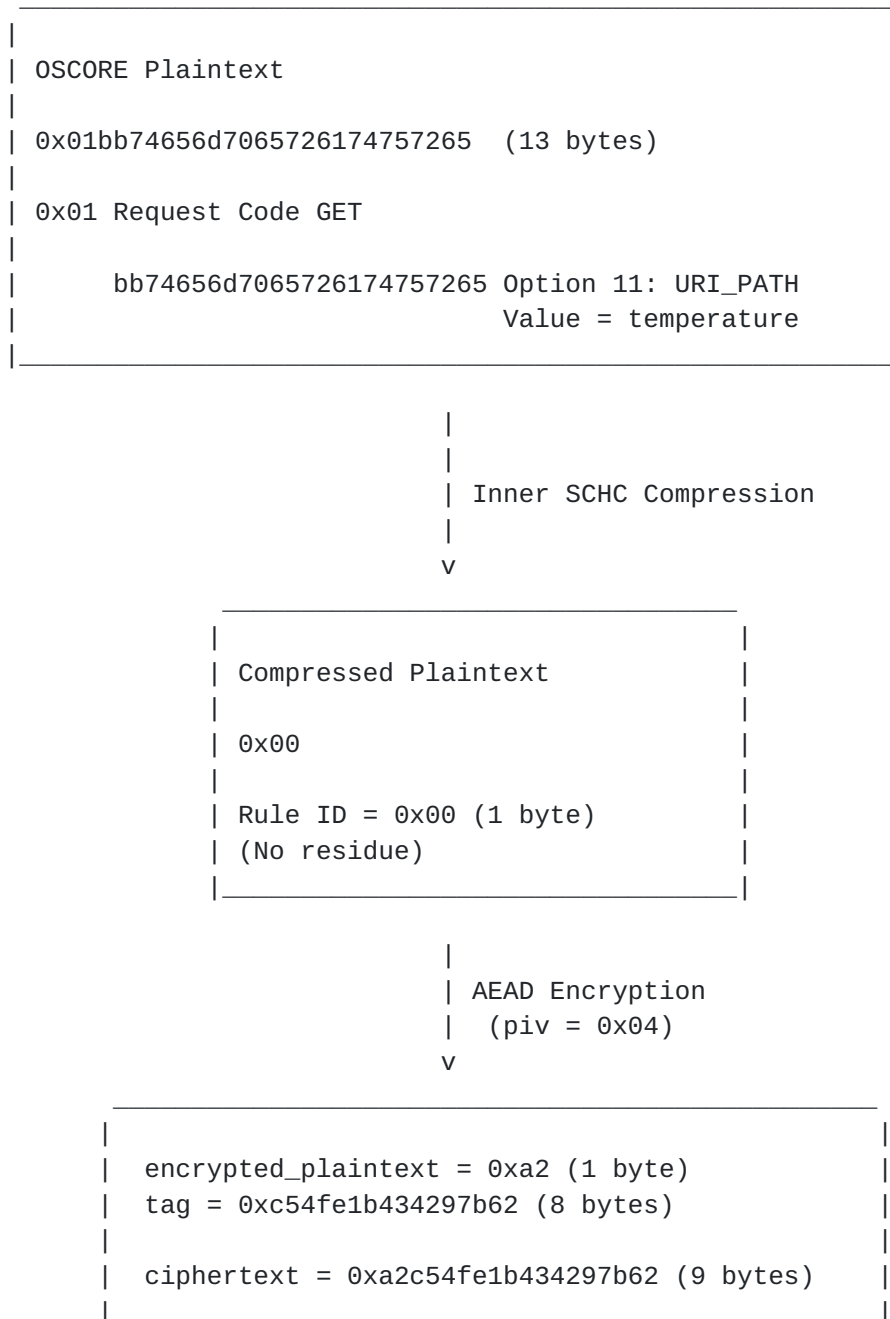 OSCORE Plaintext
0x01bb74656d7065726174757265  (13 bytes)
0x01 Request Code GET
bb74656d7065726174757265 Option 11: URI_PATH
Value = temperature
Inner SCHC Compression
v
Compressed Plaintext
0x00
Rule ID = 0x00 (1 byte)
(No residue)
AEAD Encryption
(piv = 0x04)
v
encrypted_plaintext = 0xa2 (1 byte)
tag = 0xc54fe1b434297b62 (8 bytes)
ciphertext = 0xa2c54fe1b434297b62 (9 bytes)